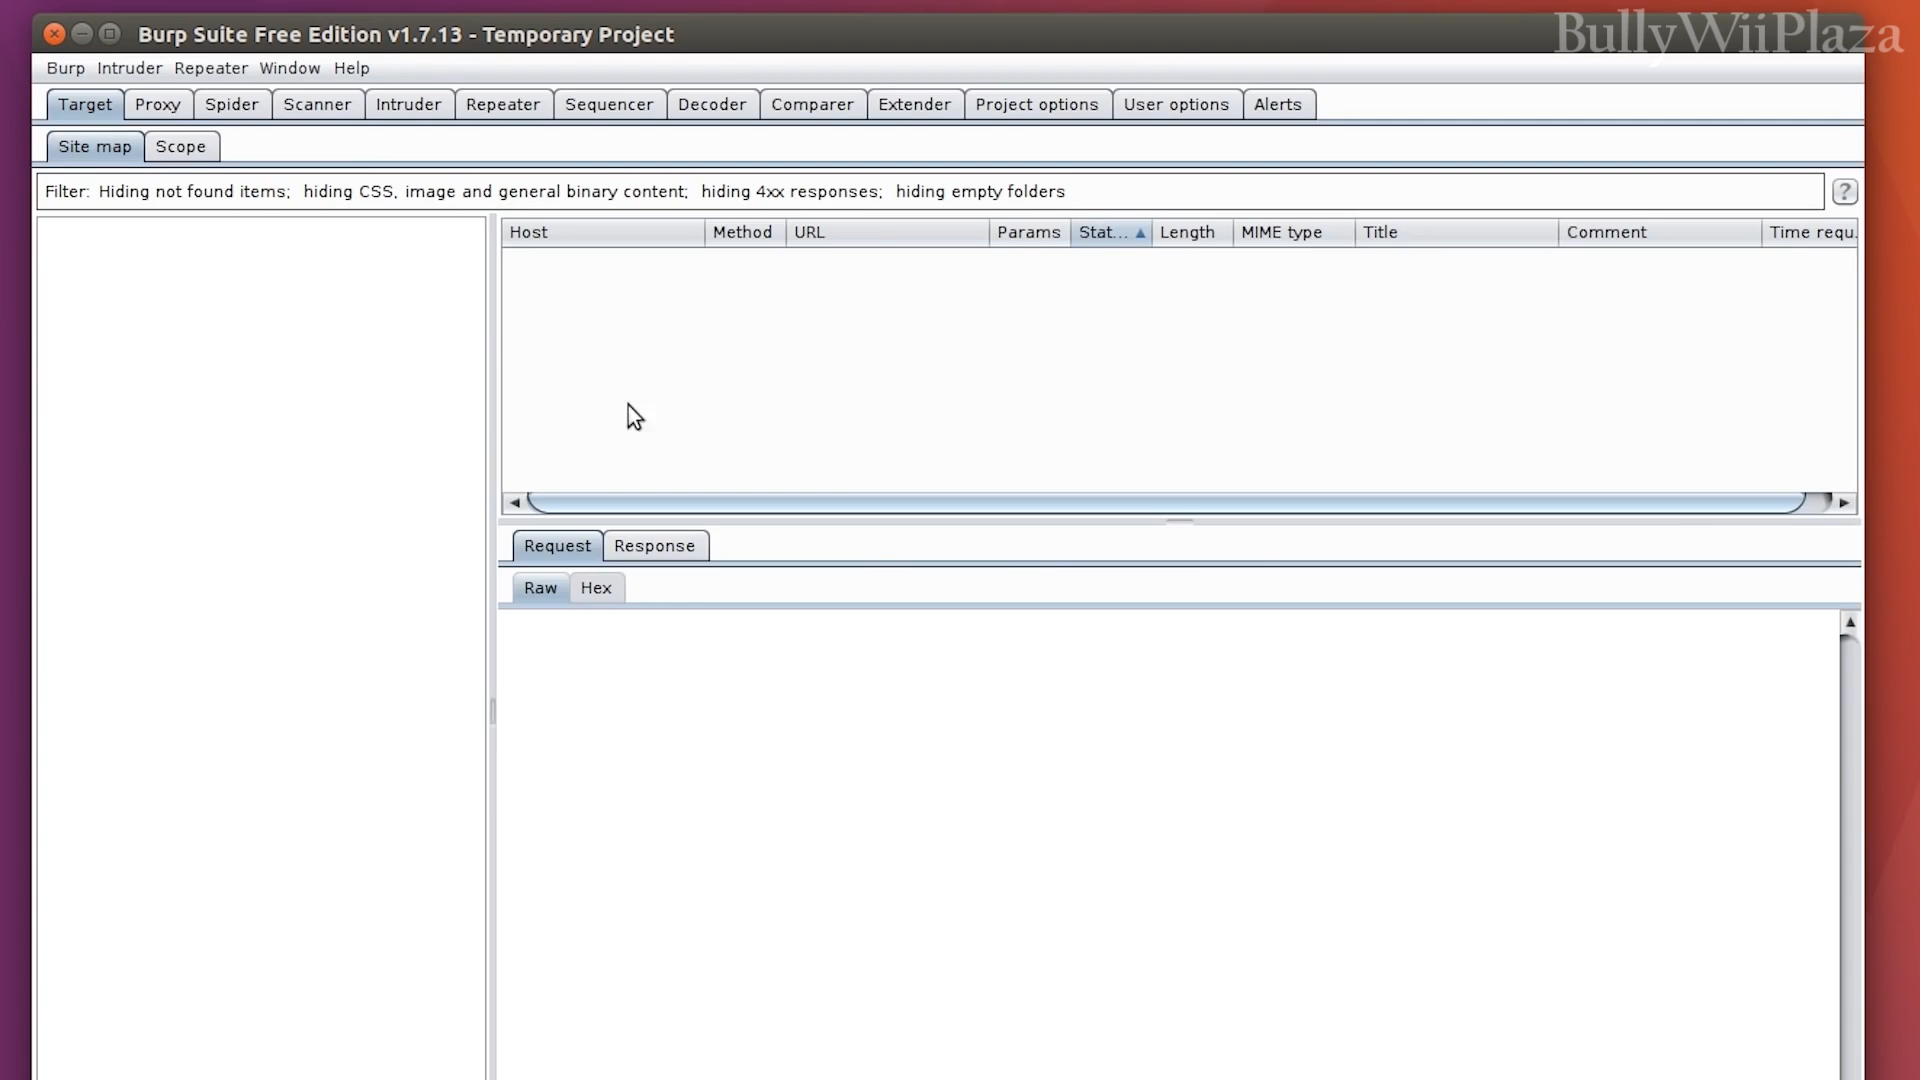 BullyWiiPlaza
Burp Suite Free Edition v1.7.13 - Temporary Project
Burp Intruder Repeater Window Help
Target Proxy Spider Scanner Intruder Repeater Sequencer Decoder Comparer Extender Project options User options Alerts
Site map Scope
Filter: Hiding not found items; hiding CSS, image and general binary content; hiding 4xx responses; hiding empty folders ?
Host Method URL Params Stat... Length MIME type Title Comment Time requ.
Request Response
Raw Hex